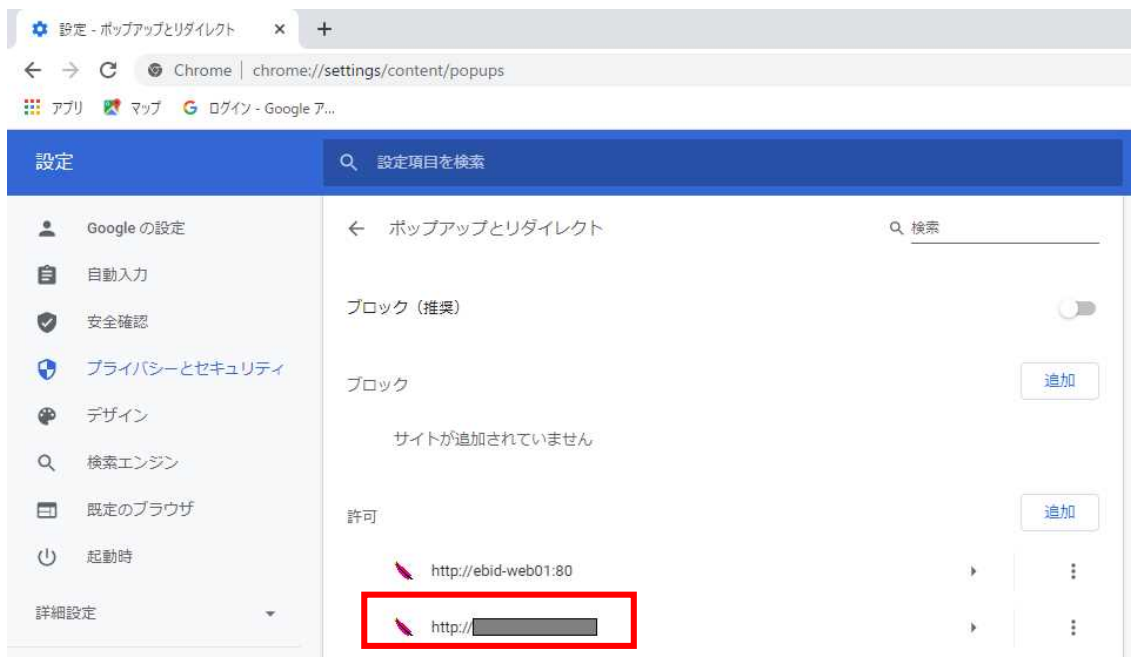 設定 - ポップアップとリダイレクト
Chrome | chrome://settings/content/popups
アプリ マップ ログイン - Google ア...
設定
設定項目を検索
Google の設定
自動入力
安全確認
プライバシーとセキュリティ
デザイン
検索エンジン
既定のブラウザ
起動時
詳細設定
ポップアップとリダイレクト
検索
ブロック（推奨）
ブロック
追加
サイトが追加されていません
許可
追加
http://ebid-web01:80
http://